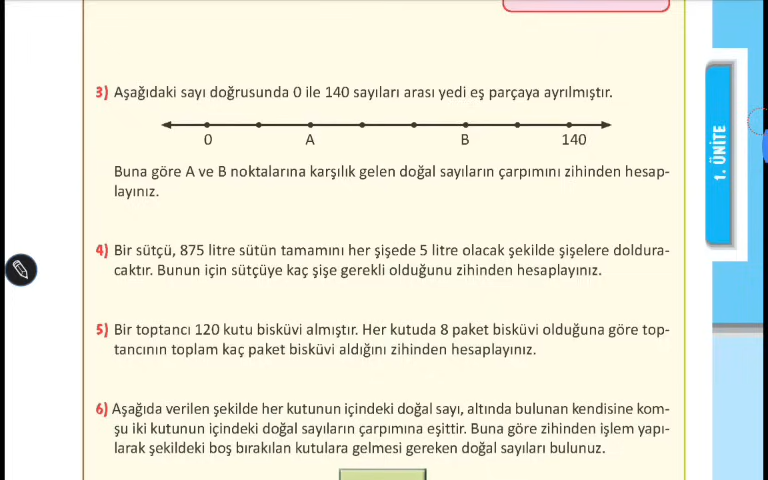 3) Aşağıdaki sayı doğrusunda 0 ile 140 sayıları arası yedi eş parçaya ayrılmıştır.
0 A B 140
Buna göre A ve B noktalarına karşılık gelen doğal sayıların çarpımını zihinden hesap-
layınız.
4) Bir sütçü, 875 litre sütün tamamını her şişede 5 litre olacak şekilde şişelere doldura-
caktır. Bunun için sütçüye kaç şişe gerekli olduğunu zihinden hesaplayınız.
5) Bir toptancı 120 kutu bisküvi almıştır. Her kutuda 8 paket bisküvi olduğuna göre top-
tancının toplam kaç paket bisküvi aldığını zihinden hesaplayınız.
6) Aşağıda verilen şekilde her kutunun içindeki doğal sayı, altında bulunan kendisine kom-
şu iki kutunun içindeki doğal sayıların çarpımına eşittir. Buna göre zihinden işlem yapı-
larak şekildeki boş bırakılan kutulara gelmesi gereken doğal sayıları bulunuz.
1. ÜNİTE